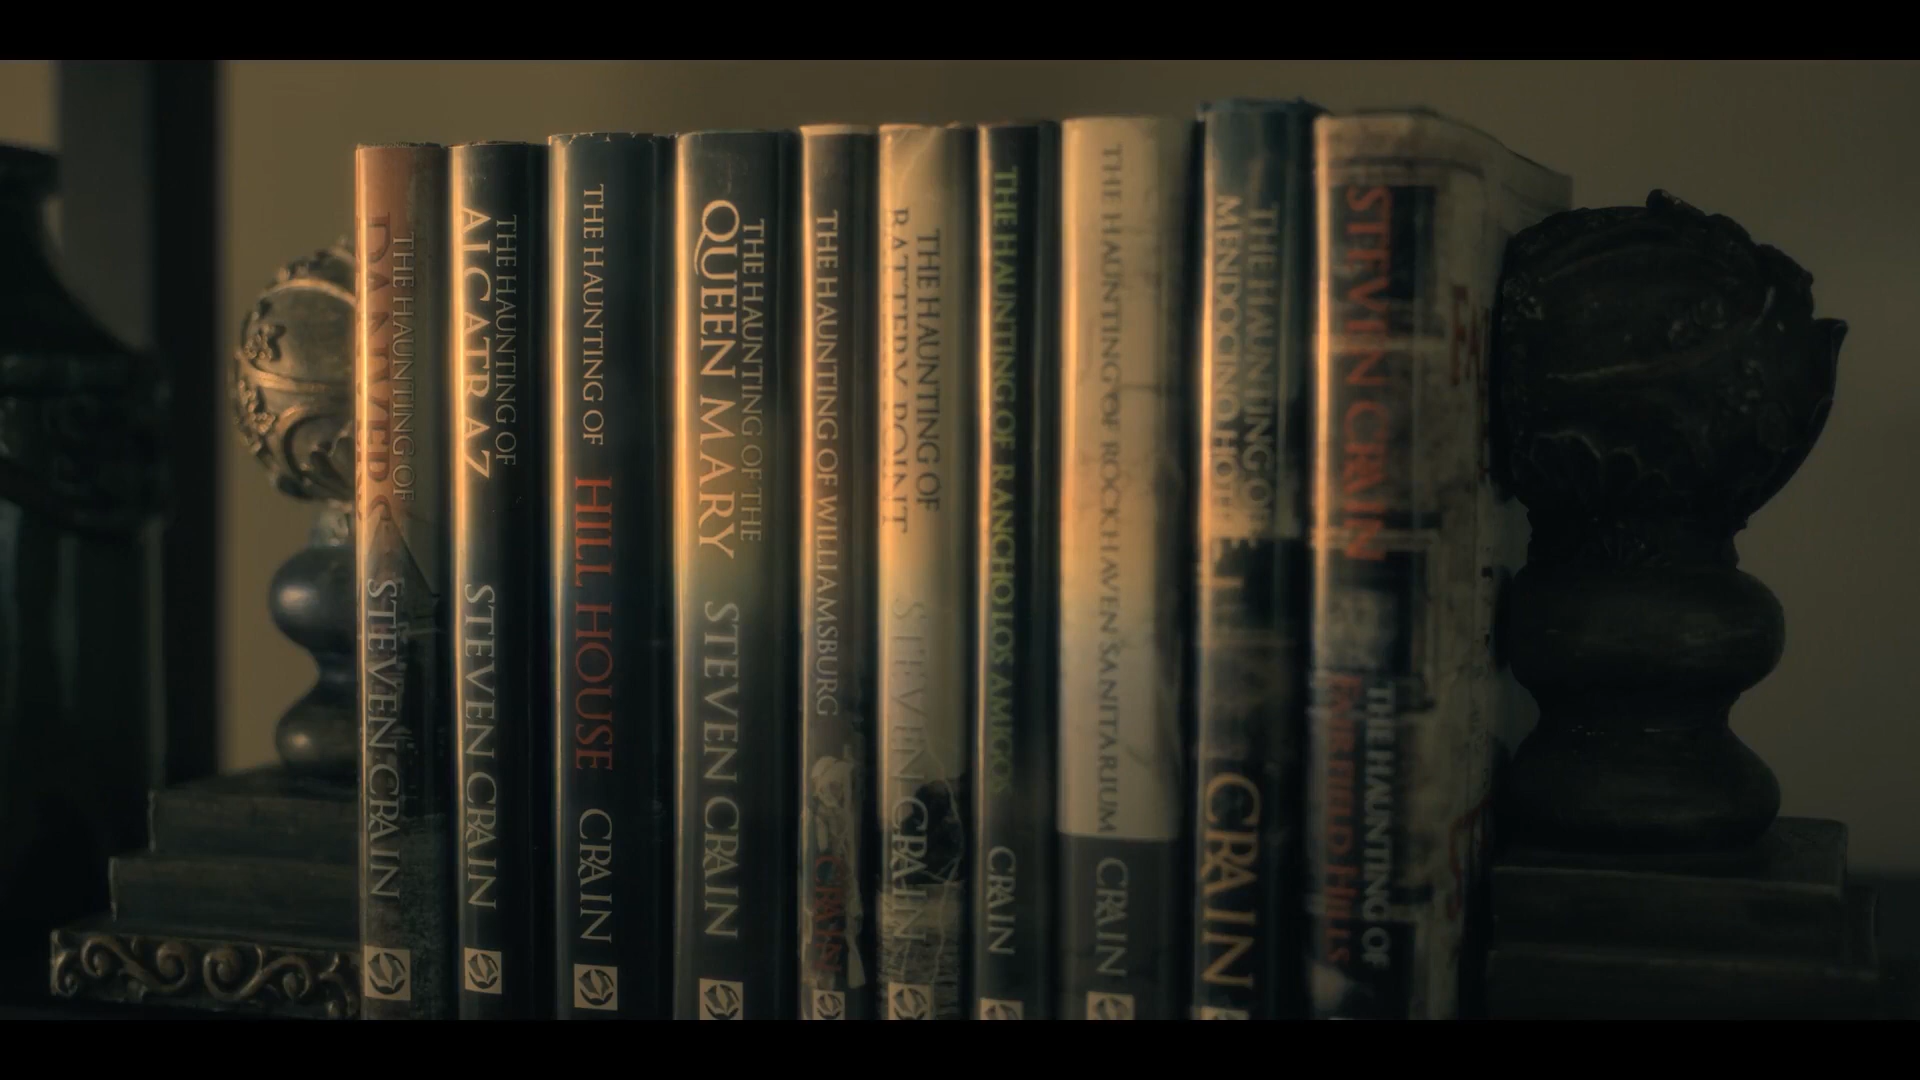 THE HAUNTING OF
DANVERS
STEVEN CRAIN
THE HAUNTING OF
ALCATRAZ
STEVEN CRAIN
THE HAUNTING OF HILL HOUSE CRAIN
THE HAUNTING OF THE
QUEEN MARY
STEVEN CRAIN
THE HAUNTING OF WILLIAMSBURG CRAIN
THE HAUNTING OF
BATTERY POINT
STEVEN CRAIN
THE HAUNTING OF RANCHO LOS AMIGOS CRAIN
THE HAUNTING OF ROCKHAVEN SANITARIUM CRAIN
THE HAUNTING OF
MENDOCINO HOTEL
CRAIN
STEVEN CRAIN
THE HAUNTING OF
FAIRFIELD HILLS